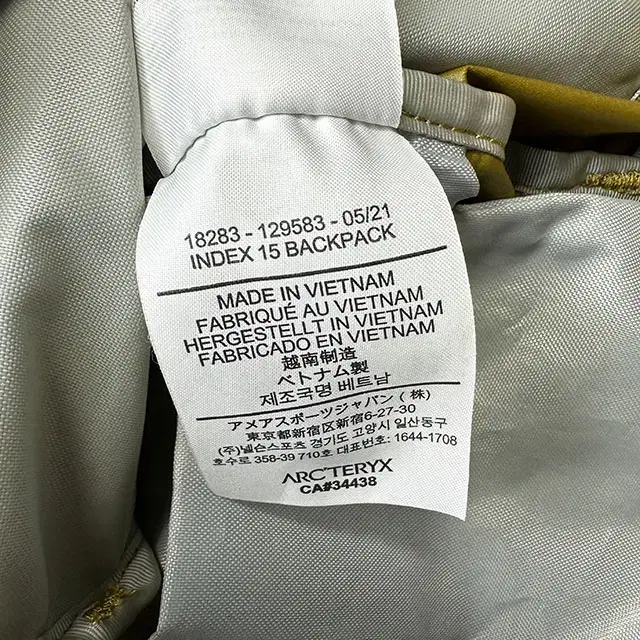 18283 - 129583 - 05/21
INDEX 15 BACKPACK
MADE IN VIETNAM
FABRIQUÉ AU VIETNAM
HERGESTELLT IN VIETNAM
FABRICADO EN VIETNAM
越南制造
ベトナム製
제조국명 베트남
アメアスポーツジャパン (株)
東京都新宿区新宿6-27-30
(주)넬슨스포츠 경기도 고양시 일산동구
호수로 358-39 710호 대표번호: 1644-1708
ARC'TERYX
CA#34438